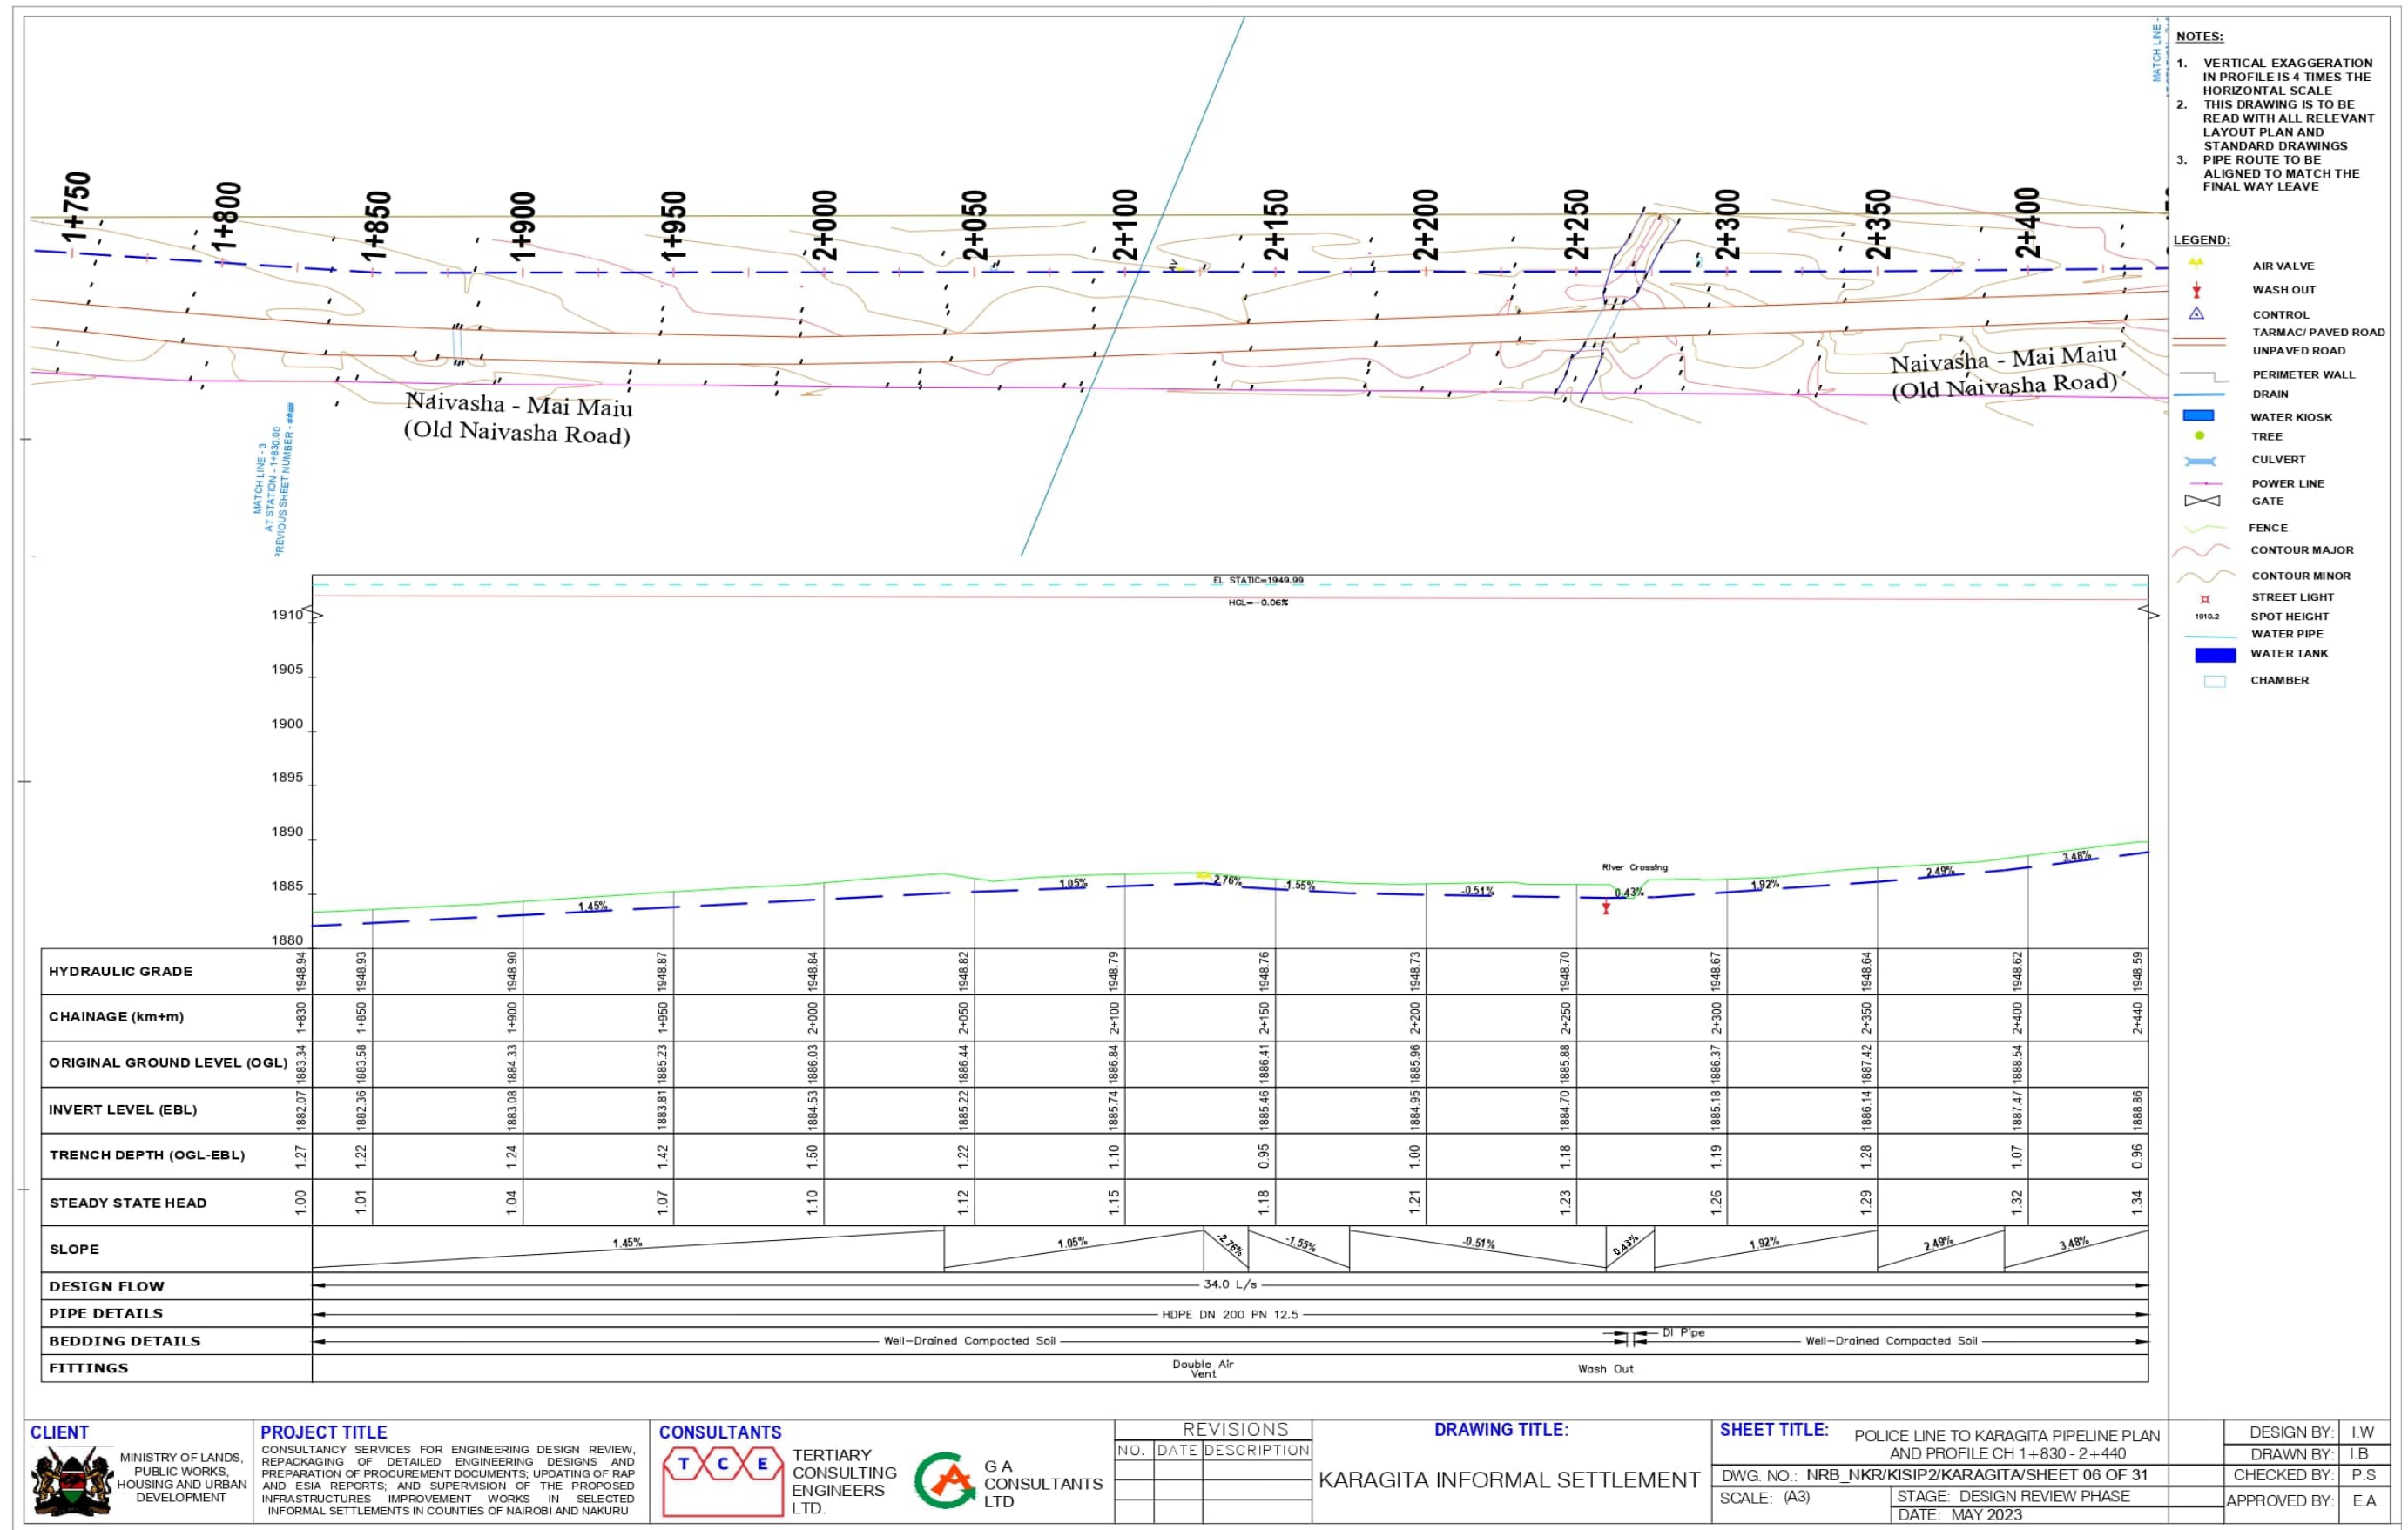 MATCH LINE -
NOTES:
1. VERTICAL EXAGGERATION
IN PROFILE IS 4 TIMES THE
HORIZONTAL SCALE
2. THIS DRAWING IS TO BE
READ WITH ALL RELEVANT
LAYOUT PLAN AND
STANDARD DRAWINGS
3. PIPE ROUTE TO BE
ALIGNED TO MATCH THE
FINAL WAY LEAVE
1+750 1+800 1+850 1+900 1+950 2+000 2+050 2+100 2+150 2+200 2+250 2+300 2+350 2+400
AV
Naivasha - Mai Maiu
(Old Naivasha Road)
Naivasha - Mai Maiu
(Old Naivasha Road)
MATCH LINE - 3
AT STATION - 1+830.00
PREVIOUS SHEET NUMBER - ####
LEGEND:
AIR VALVE
WASH OUT
CONTROL
TARMAC/ PAVED ROAD
UNPAVED ROAD
PERIMETER WALL
DRAIN
WATER KIOSK
TREE
CULVERT
POWER LINE
GATE
FENCE
CONTOUR MAJOR
CONTOUR MINOR
STREET LIGHT
1910.2 SPOT HEIGHT
WATER PIPE
WATER TANK
CHAMBER
EL STATIC=1949.99
HGL=-0.06%
1910
1905
1900
1895
1890
1885
1880
River Crossing
1.45% 1.05% -2.76% -1.55% -0.51% 0.43% 1.92% 2.49% 3.48%
HYDRAULIC GRADE 1948.94 1948.93 1948.90 1948.87 1948.84 1948.82 1948.79 1948.76 1948.73 1948.70 1948.67 1948.64 1948.62 1948.59
CHAINAGE (km+m) 1+830 1+850 1+900 1+950 2+000 2+050 2+100 2+150 2+200 2+250 2+300 2+350 2+400 2+440
ORIGINAL GROUND LEVEL (OGL) 1883.34 1883.58 1884.33 1885.23 1886.03 1886.44 1886.84 1886.41 1885.96 1885.88 1886.37 1887.42 1888.54
INVERT LEVEL (EBL) 1882.07 1882.36 1883.08 1883.81 1884.53 1885.22 1885.74 1885.46 1884.95 1884.70 1885.18 1886.14 1887.47 1888.86
TRENCH DEPTH (OGL-EBL) 1.27 1.22 1.24 1.42 1.50 1.22 1.10 0.95 1.00 1.18 1.19 1.28 1.07 0.96
STEADY STATE HEAD 1.00 1.01 1.04 1.07 1.10 1.12 1.15 1.18 1.21 1.23 1.26 1.29 1.32 1.34
SLOPE 1.45% 1.05% -2.76% -1.55% -0.51% 0.43% 1.92% 2.49% 3.48%
DESIGN FLOW 34.0 L/s
PIPE DETAILS HDPE DN 200 PN 12.5
BEDDING DETAILS Well-Drained Compacted Soil DI Pipe Well-Drained Compacted Soil
FITTINGS Double Air Vent Wash Out
CLIENT
MINISTRY OF LANDS,
PUBLIC WORKS,
HOUSING AND URBAN
DEVELOPMENT
PROJECT TITLE
CONSULTANCY SERVICES FOR ENGINEERING DESIGN REVIEW,
REPACKAGING OF DETAILED ENGINEERING DESIGNS AND
PREPARATION OF PROCUREMENT DOCUMENTS; UPDATING OF RAP
AND ESIA REPORTS; AND SUPERVISION OF THE PROPOSED
INFRASTRUCTURES IMPROVEMENT WORKS IN SELECTED
INFORMAL SETTLEMENTS IN COUNTIES OF NAIROBI AND NAKURU
CONSULTANTS
T C E
TERTIARY
CONSULTING
ENGINEERS
LTD.
G A
CONSULTANTS
LTD
REVISIONS
NO. DATE DESCRIPTION
DRAWING TITLE:
KARAGITA INFORMAL SETTLEMENT
SHEET TITLE: POLICE LINE TO KARAGITA PIPELINE PLAN
AND PROFILE CH 1+830 - 2+440
DWG. NO.: NRB_NKR/KISIP2/KARAGITA/SHEET 06 OF 31
SCALE: (A3) STAGE: DESIGN REVIEW PHASE
DATE: MAY 2023
DESIGN BY: I.W
DRAWN BY: I.B
CHECKED BY: P.S
APPROVED BY: E.A